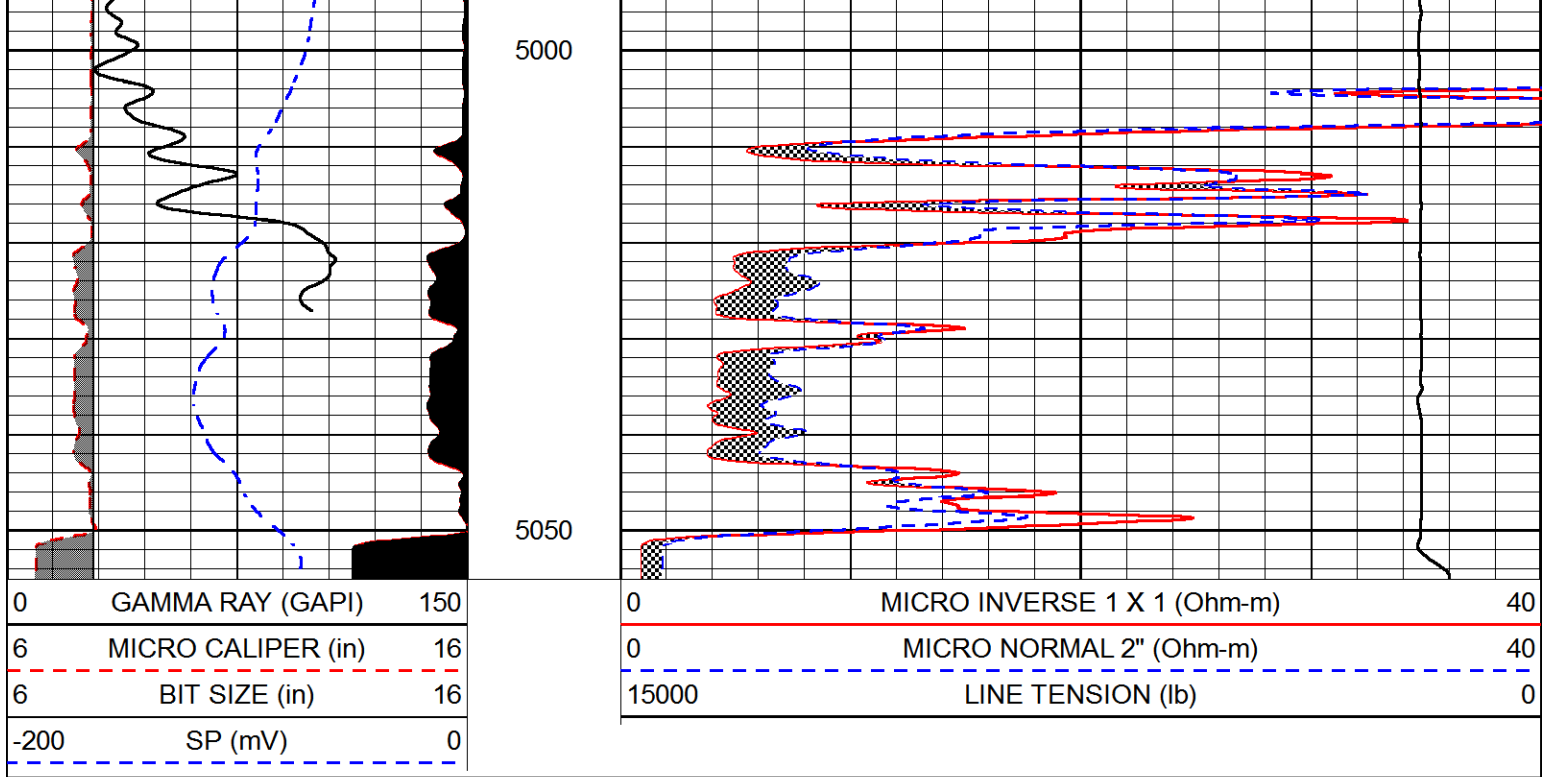 5000
5050
0 GAMMA RAY (GAPI) 150
6 MICRO CALIPER (in) 16
6 BIT SIZE (in) 16
-200 SP (mV) 0
0 MICRO INVERSE 1 X 1 (Ohm-m) 40
0 MICRO NORMAL 2" (Ohm-m) 40
15000 LINE TENSION (lb) 0